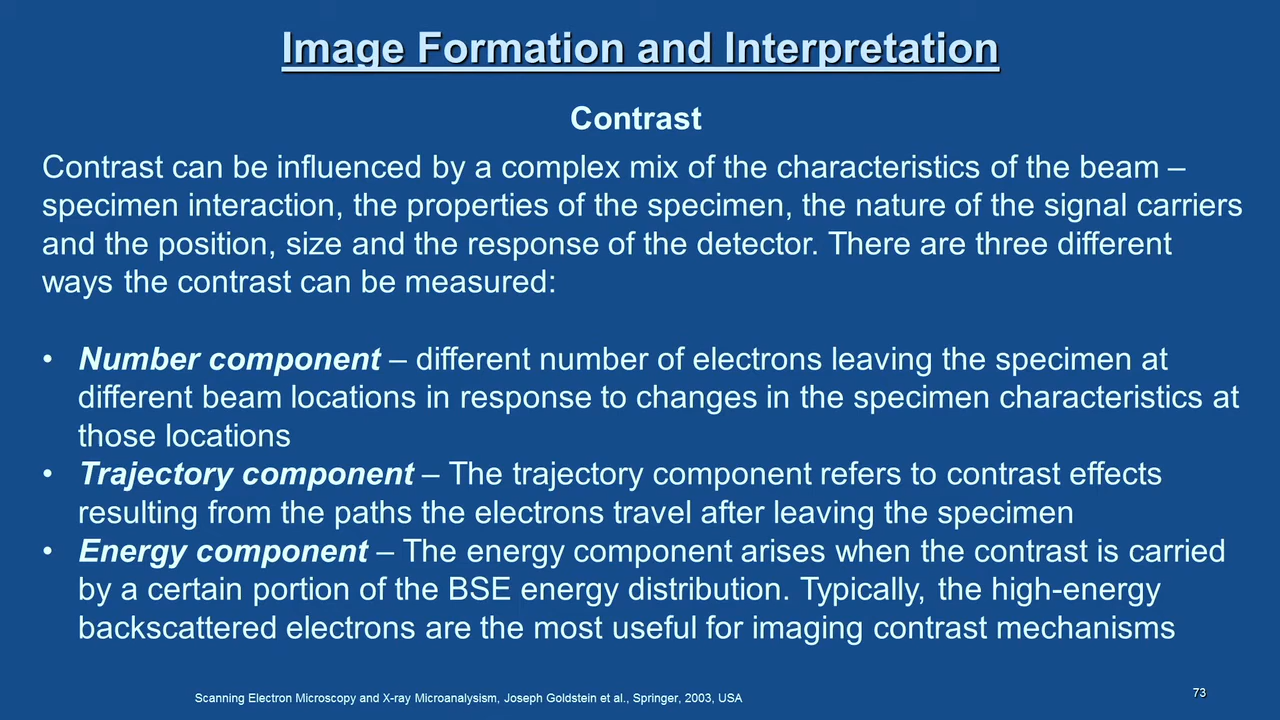 Image Formation and Interpretation
Contrast
Contrast can be influenced by a complex mix of the characteristics of the beam –
specimen interaction, the properties of the specimen, the nature of the signal carriers
and the position, size and the response of the detector. There are three different
ways the contrast can be measured:
• Number component – different number of electrons leaving the specimen at
different beam locations in response to changes in the specimen characteristics at
those locations
• Trajectory component – The trajectory component refers to contrast effects
resulting from the paths the electrons travel after leaving the specimen
• Energy component – The energy component arises when the contrast is carried
by a certain portion of the BSE energy distribution. Typically, the high-energy
backscattered electrons are the most useful for imaging contrast mechanisms
Scanning Electron Microscopy and X-ray Microanalysism, Joseph Goldstein et al., Springer, 2003, USA
73